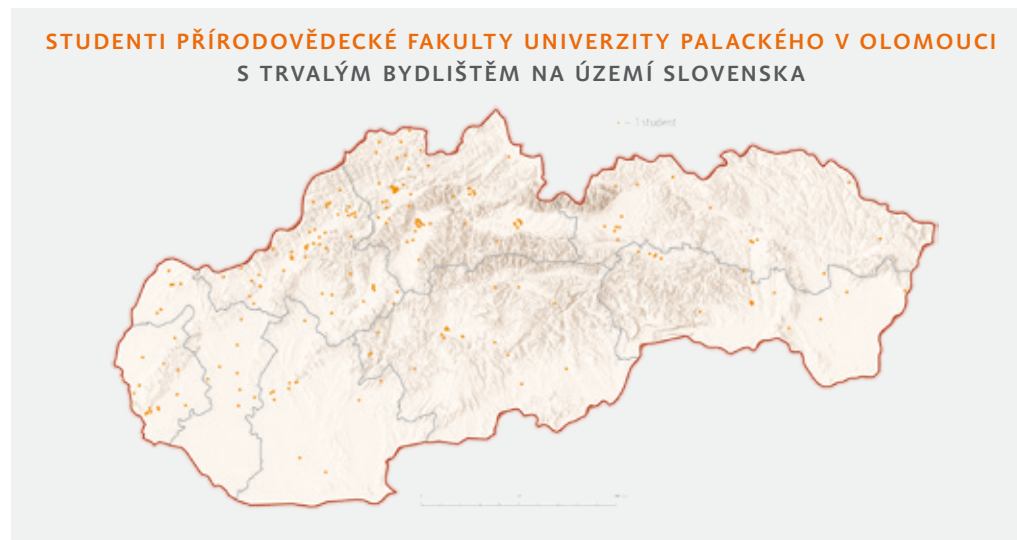 STUDENTI PŘÍRODOVĚDECKÉ FAKULTY UNIVERZITY PALACKÉHO V OLOMOUCI
S TRVALÝM BYDLIŠTĚM NA ÚZEMÍ SLOVENSKA
= 1 student